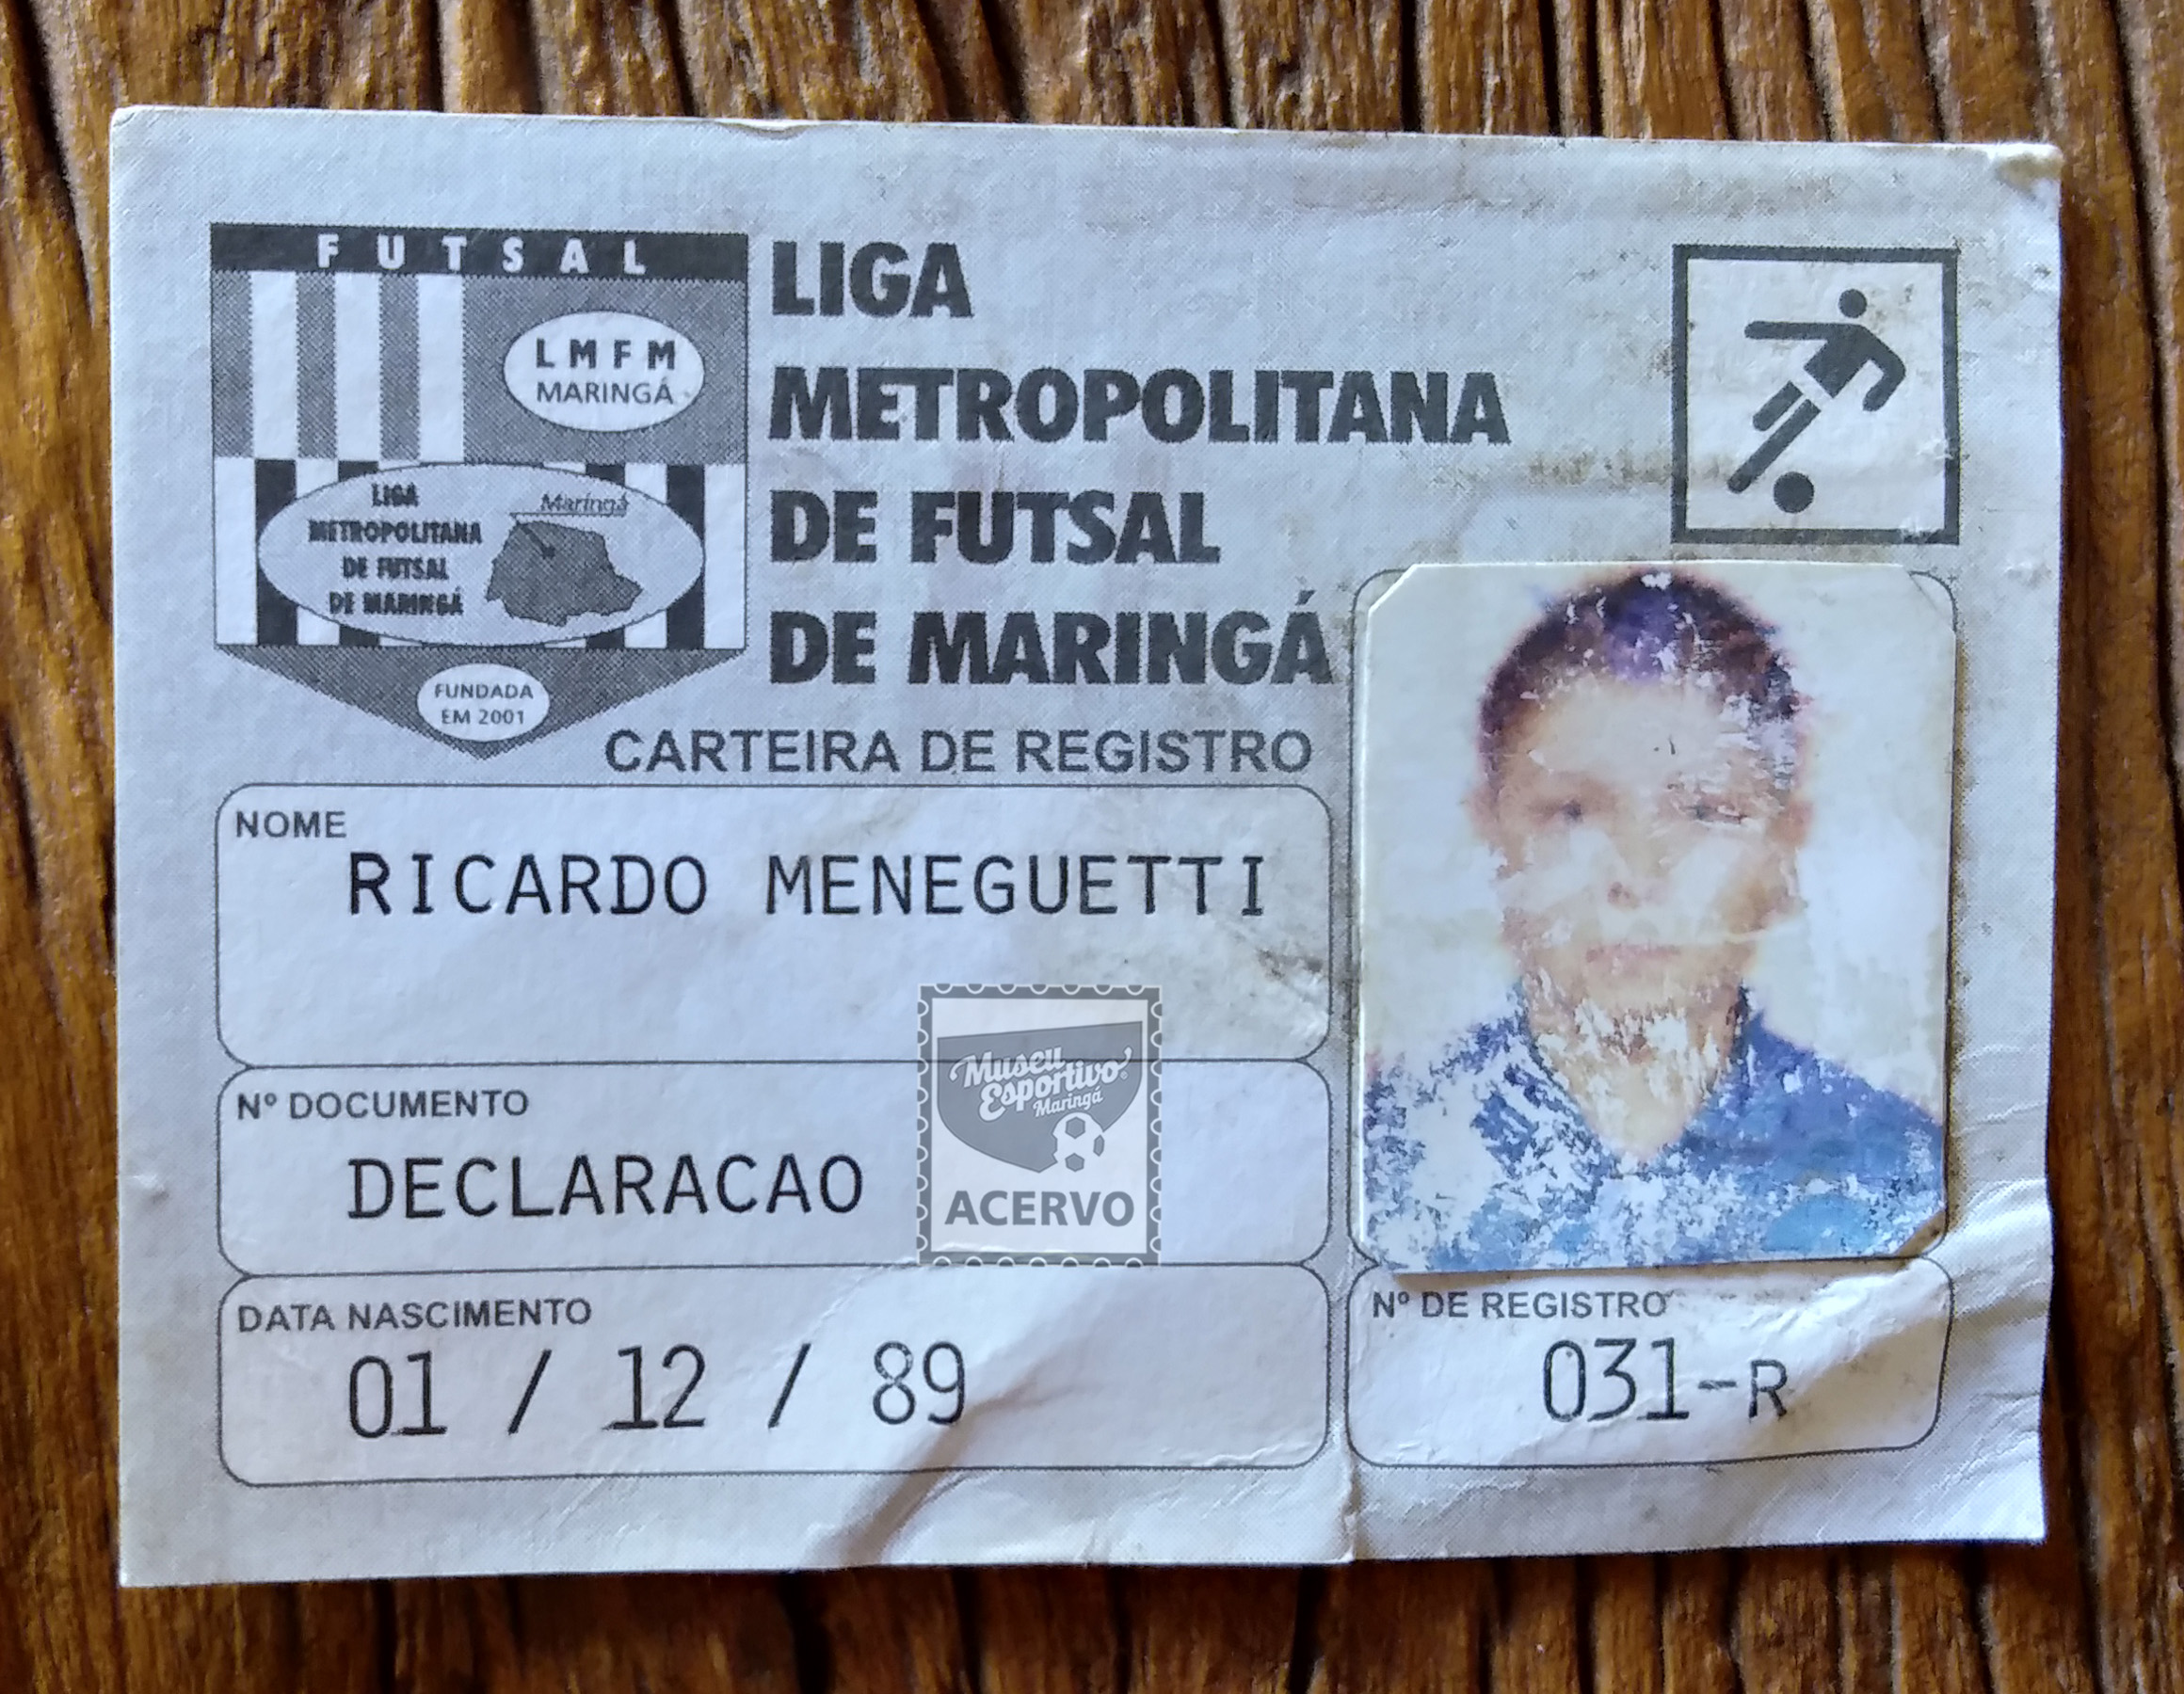 FUTSAL
LMFM
MARINGÁ
LIGA
METROPOLITANA
DE FUTSAL
DE MARINGÁ
Maringá
FUNDADA
EM 2001
LIGA
METROPOLITANA
DE FUTSAL
DE MARINGÁ
CARTEIRA DE REGISTRO
NOME
RICARDO MENEGUETTI
Nº DOCUMENTO
DECLARACAO
Museu
Esportivo
Maringá
ACERVO
DATA NASCIMENTO
01 / 12 / 89
Nº DE REGISTRO
031-R